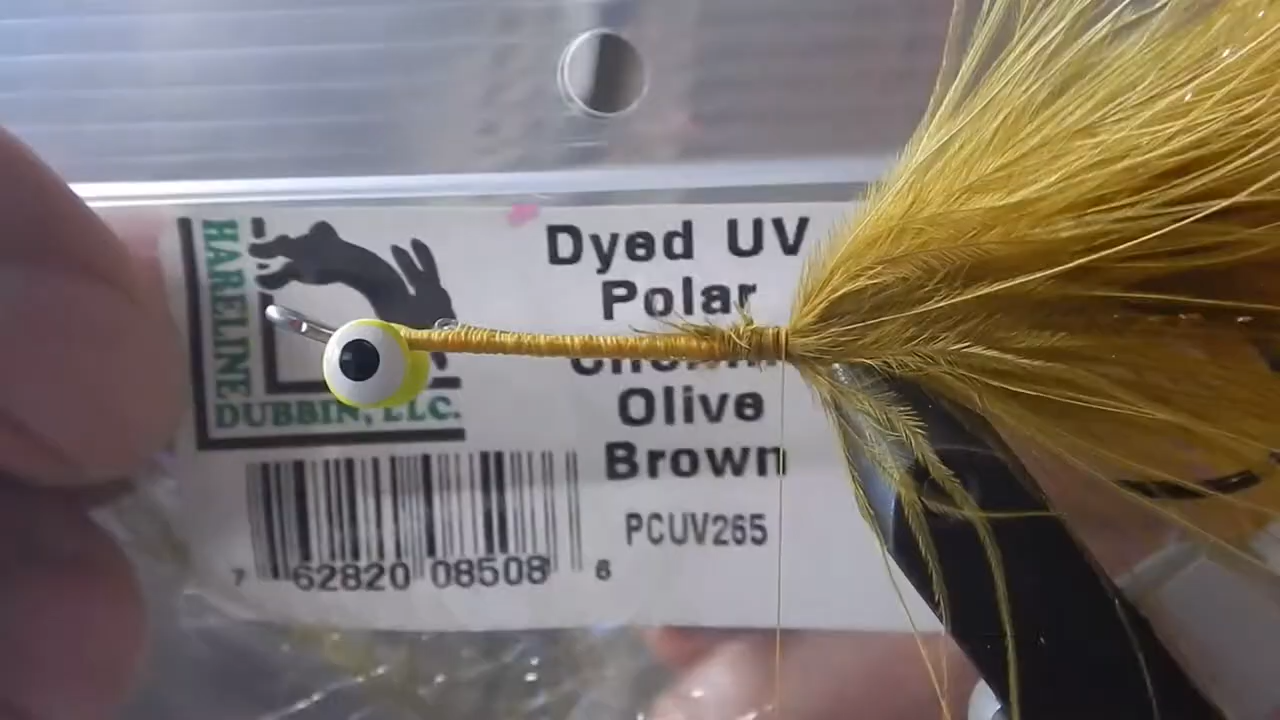 HARELINE
DUBBIN, LLC.
Dyed UV
Polar
Olive
Brown
PCUV265
7 62820 08508 6